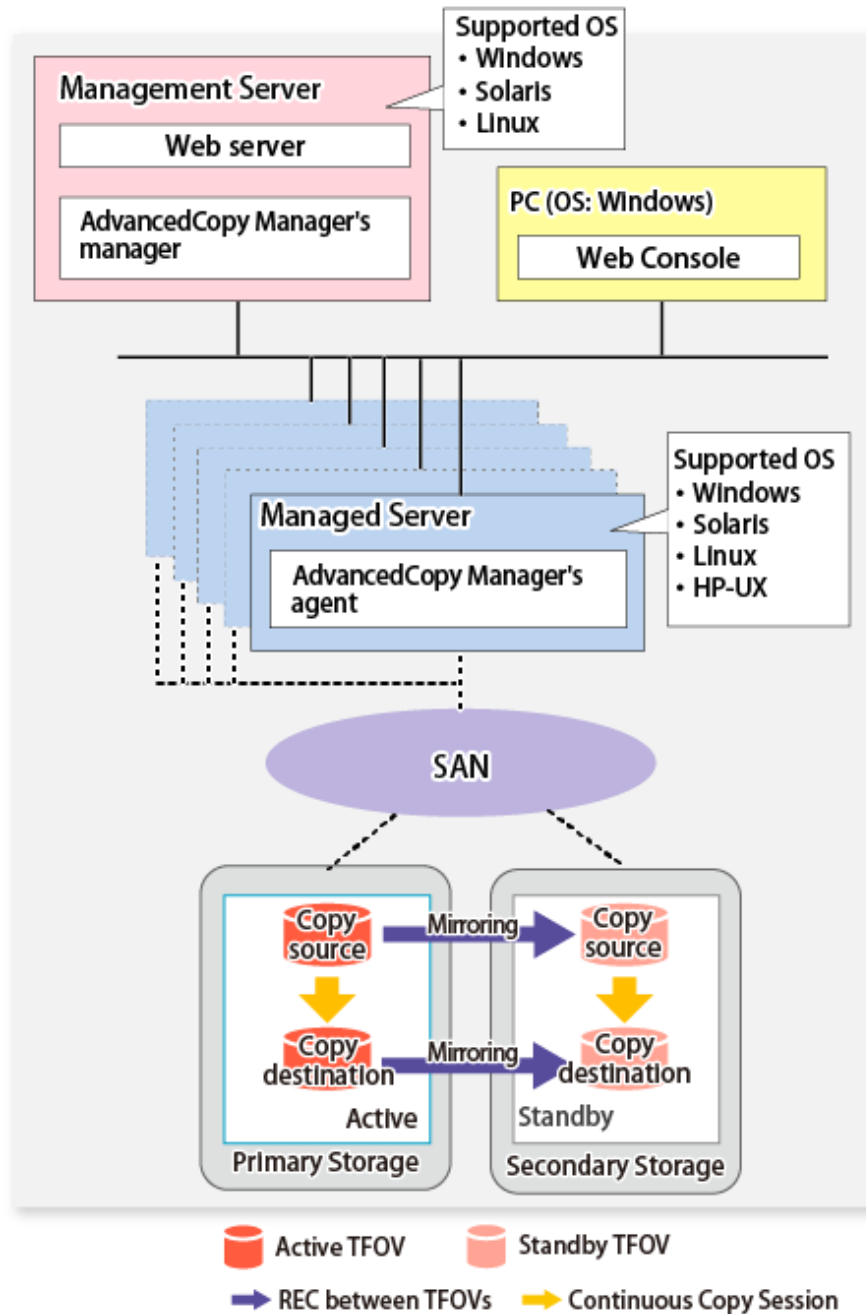 Supported OS
• Windows
• Solaris
• Linux
Management Server
Web server
AdvancedCopy Manager's
manager
PC (OS: Windows)
Web Console
Supported OS
• Windows
• Solaris
• Linux
• HP-UX
Managed Server
AdvancedCopy Manager's
agent
SAN
Copy
source
Mirroring
Copy
source
Copy
destination
Mirroring
Copy
destination
Active
Standby
Primary Storage
Secondary Storage
Active TFOV
Standby TFOV
REC between TFOVs
Continuous Copy Session